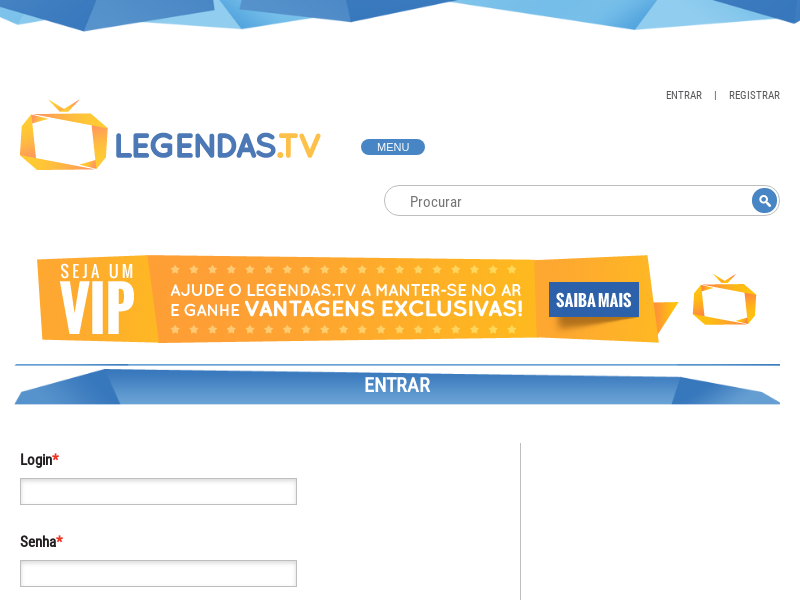 ENTRAR | REGISTRAR
LEGENDAS.TV
MENU
Procurar
SEJA UM
VIP
AJUDE O LEGENDAS.TV A MANTER-SE NO AR
E GANHE VANTAGENS EXCLUSIVAS!
SAIBA MAIS
ENTRAR
Login*
Senha*